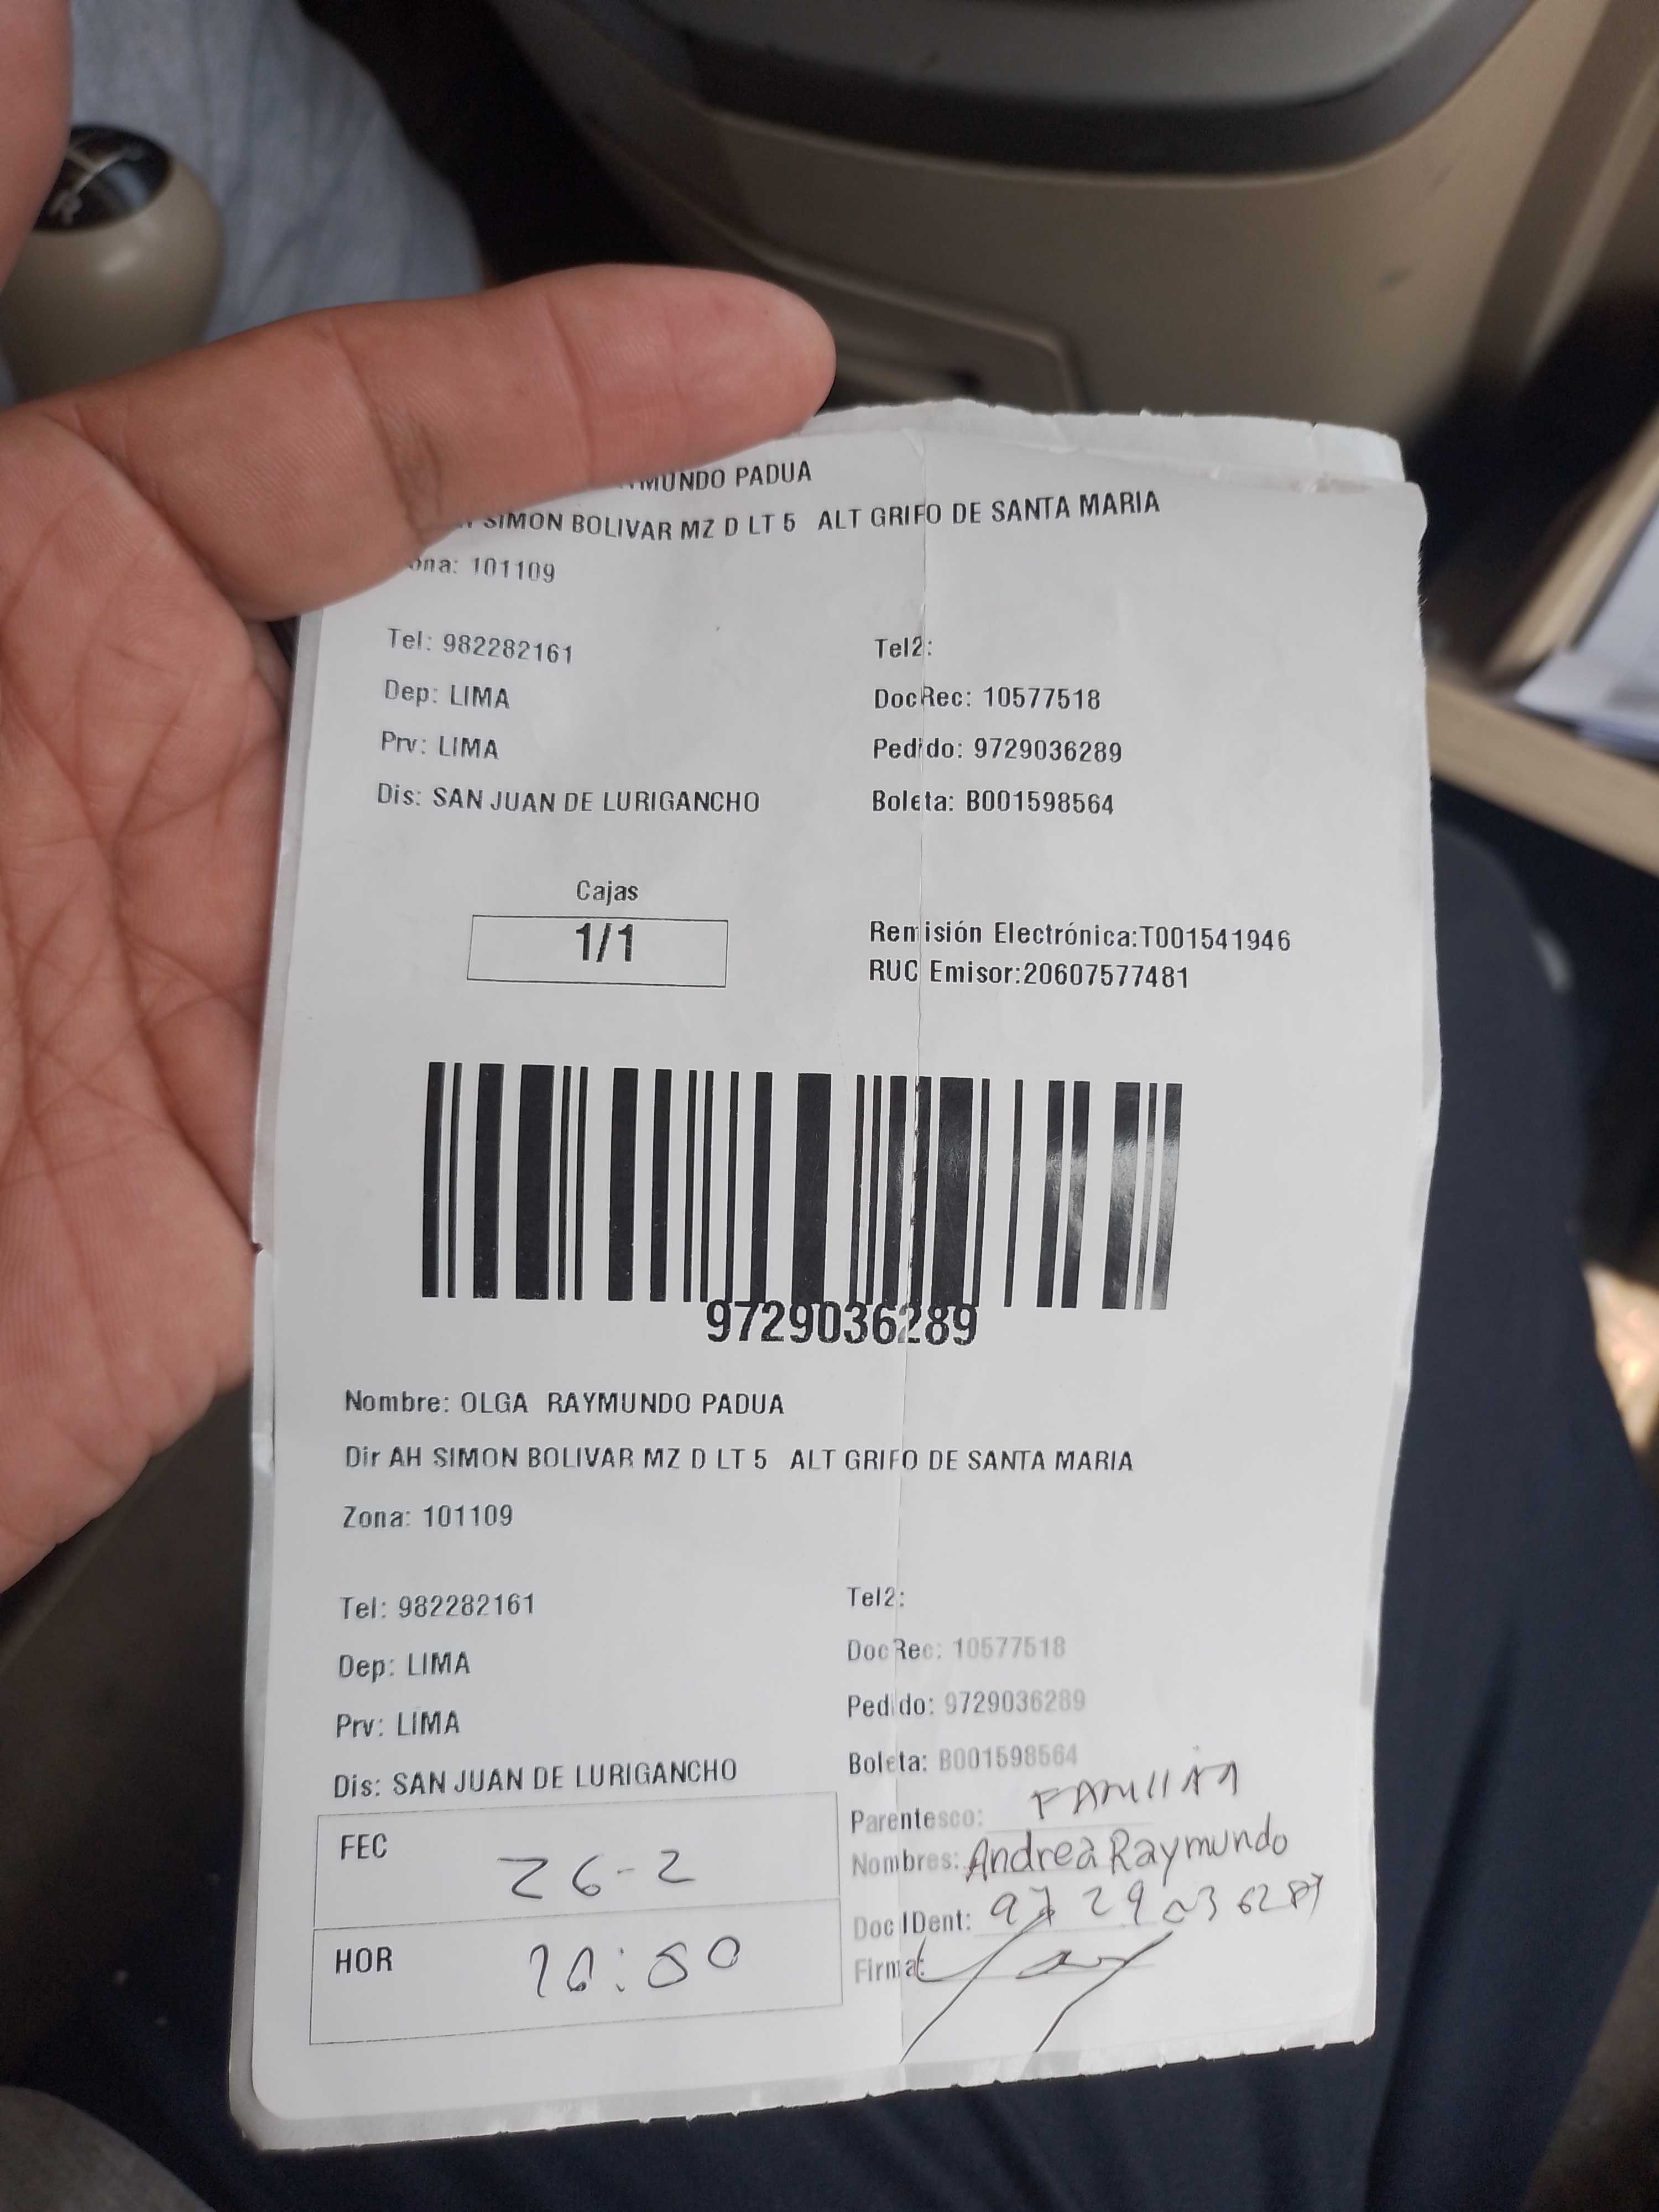 MUNDO PADUA
SIMON BOLIVAR MZ D LT 5 ALT GRIFO DE SANTA MARIA
ona: 101109
Tel: 982282161
Tel2:
Dep: LIMA
DocRec: 10577518
Prv: LIMA
Pedido: 9729036289
Dis: SAN JUAN DE LURIGANCHO
Boleta: B001598564
Cajas
1/1
Remisión Electrónica:T001541946
RUC Emisor:20607577481
9729036289
Nombre: OLGA RAYMUNDO PADUA
Dir AH SIMON BOLIVAR MZ D LT 5 ALT GRIFO DE SANTA MARIA
Zona: 101109
Tel: 982282161
Tel2:
Dep: LIMA
DocRec: 10577518
Prv: LIMA
Pedido: 9729036289
Dis: SAN JUAN DE LURIGANCHO
Boleta: B001598564
Parentesco:
FEC 26-2
Nombres: Andrea Raymundo
Doc IDent: 9729036289
HOR
Firma:
R